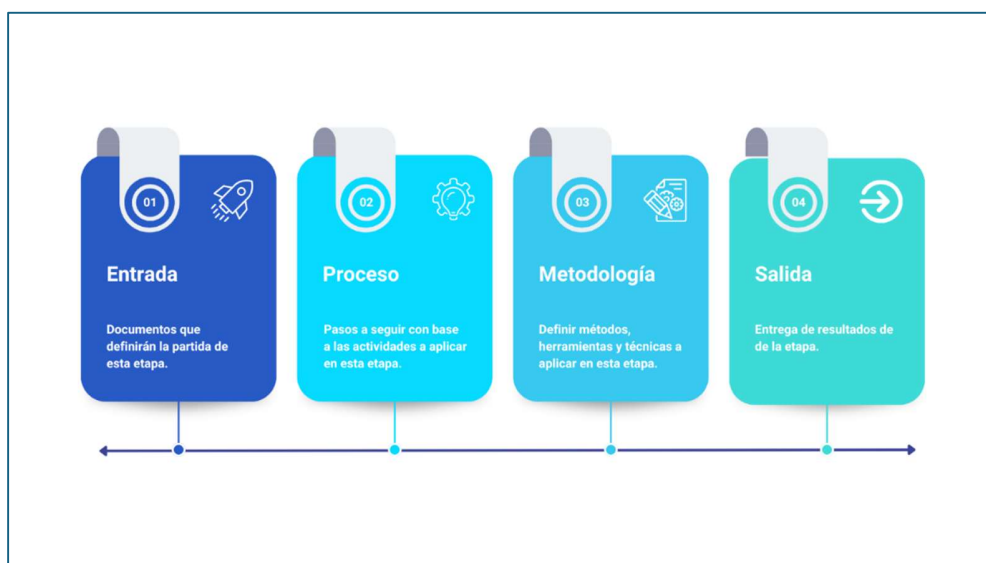 01
Entrada
Documentos que
definirán la partida de
esta etapa.
02
Proceso
Pasos a seguir con base
a las actividades a aplicar
en esta etapa.
03
Metodología
Definir métodos,
herramientas y técnicas a
aplicar en esta etapa.
04
Salida
Entrega de resultados de
de la etapa.